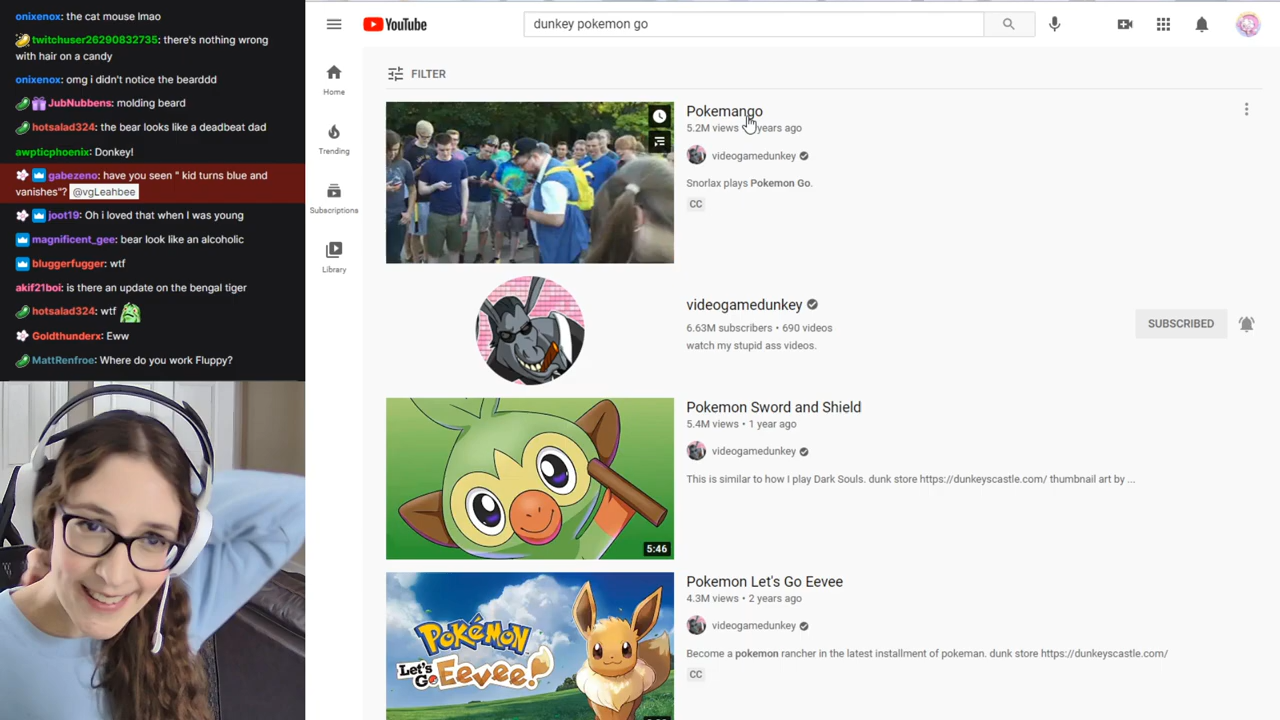 onixenox: the cat mouse lmao
twitchuser26290832735: there's nothing wrong
with hair on a candy
onixenox: omg i didn't notice the bearddd
JubNubbens: molding beard
hotsalad324: the bear looks like a deadbeat dad
awpticphoenix: Donkey!
gabezeno: have you seen " kid turns blue and
vanishes"? @vgLeahbee
joot19: Oh i loved that when I was young
magnificent_gee: bear look like an alcoholic
bluggerfugger: wtf
akif21boi: is there an update on the bengal tiger
hotsalad324: wtf
Goldthunderx: Eww
MattRenfroe: Where do you work Fluppy?
YouTube
dunkey pokemon go
Home
Trending
Subscriptions
Library
FILTER
Pokemango
5.2M views years ago
videogamedunkey
Snorlax plays Pokemon Go.
CC
videogamedunkey
6.63M subscribers • 690 videos
watch my stupid ass videos.
SUBSCRIBED
Pokemon Sword and Shield
5.4M views • 1 year ago
videogamedunkey
This is similar to how I play Dark Souls. dunk store https://dunkeyscastle.com/ thumbnail art by ...
5:46
Pokemon Let's Go Eevee
4.3M views • 2 years ago
videogamedunkey
Become a pokemon rancher in the latest installment of pokeman. dunk store https://dunkeyscastle.com/
CC
POKéMON
Let's Go Eevee!